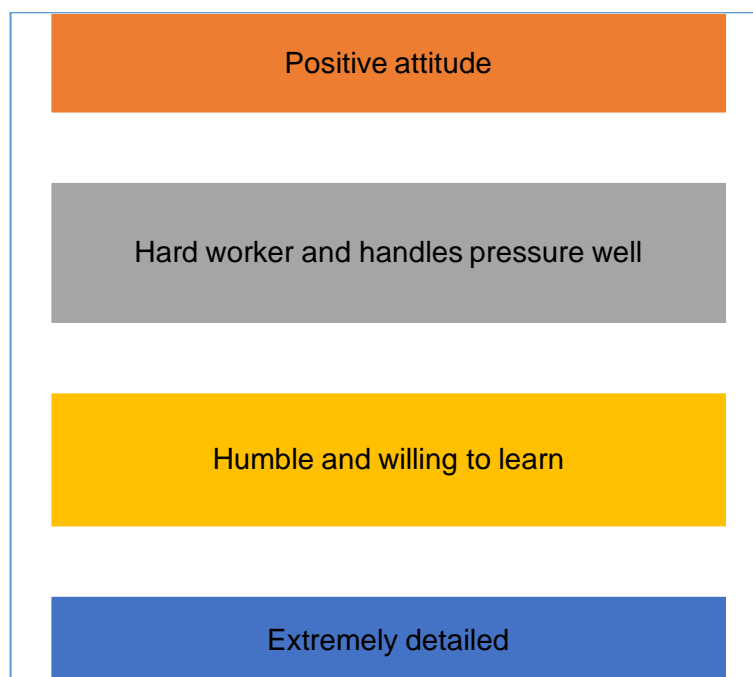 Positive attitude
Hard worker and handles pressure well
Humble and willing to learn
Extremely detailed